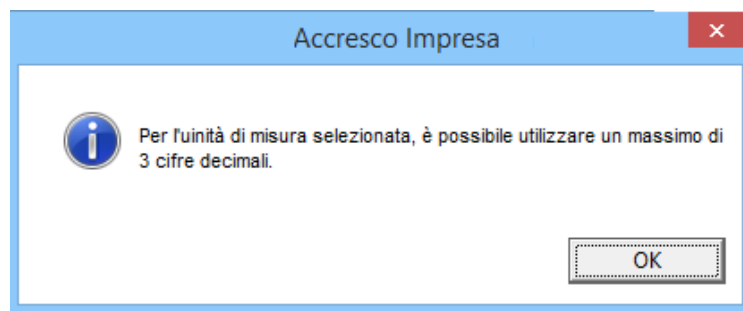 Accresco Impresa
Per l'uinità di misura selezionata, è possibile utilizzare un massimo di
3 cifre decimali.
OK